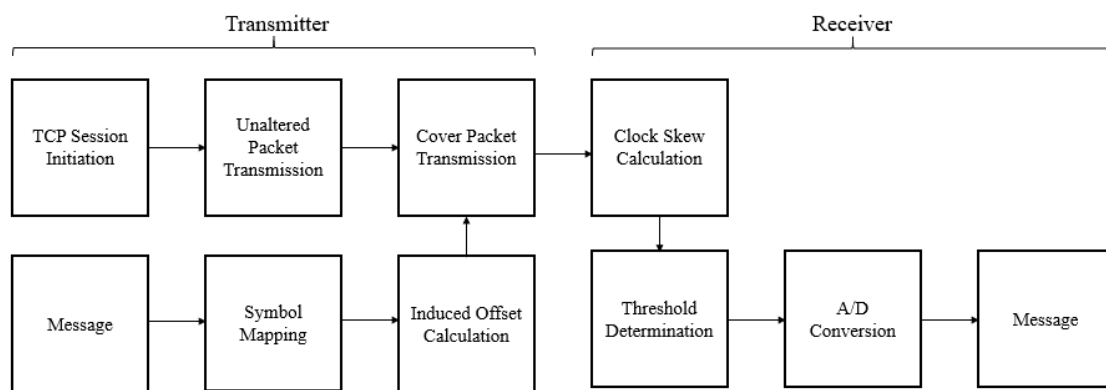 Transmitter
Receiver
TCP Session
Initiation
Unaltered
Packet
Transmission
Cover Packet
Transmission
Clock Skew
Calculation
Message
Symbol
Mapping
Induced Offset
Calculation
Threshold
Determination
A/D
Conversion
Message